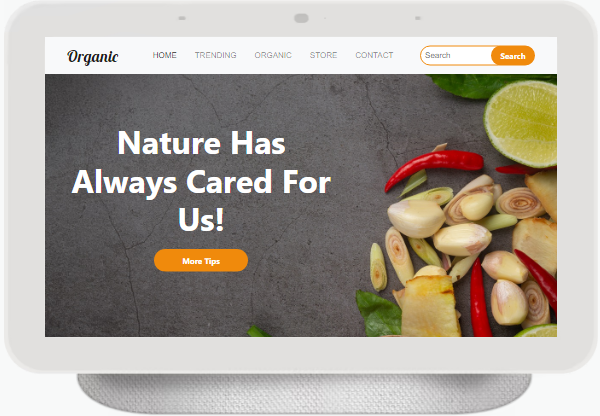 Organic HOME TRENDING ORGANIC STORE CONTACT Search Search
Nature Has
Always Cared For
Us!
More Tips